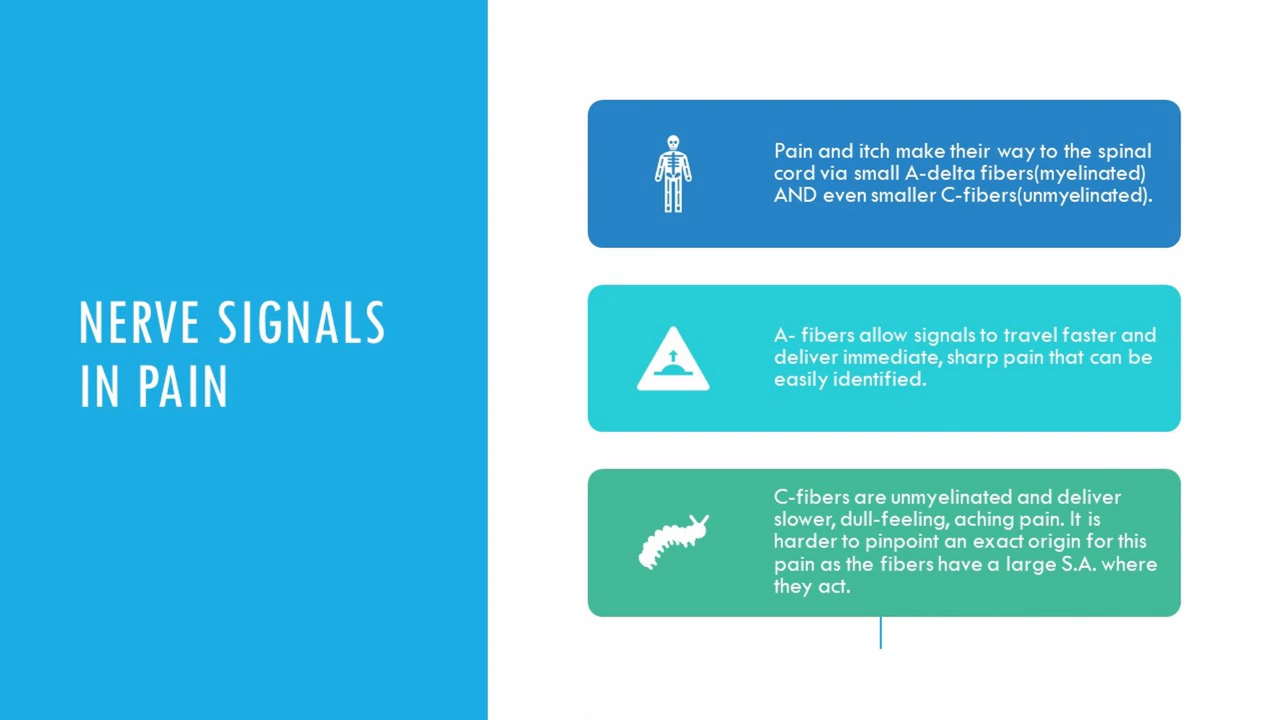 NERVE SIGNALS
IN PAIN
Pain and itch make their way to the spinal
cord via small A-delta fibers(myelinated)
AND even smaller C-fibers(unmyelinated).
A- fibers allow signals to travel faster and
deliver immediate, sharp pain that can be
easily identified.
C-fibers are unmyelinated and deliver
slower, dull-feeling, aching pain. It is
harder to pinpoint an exact origin for this
pain as the fibers have a large S.A. where
they act.